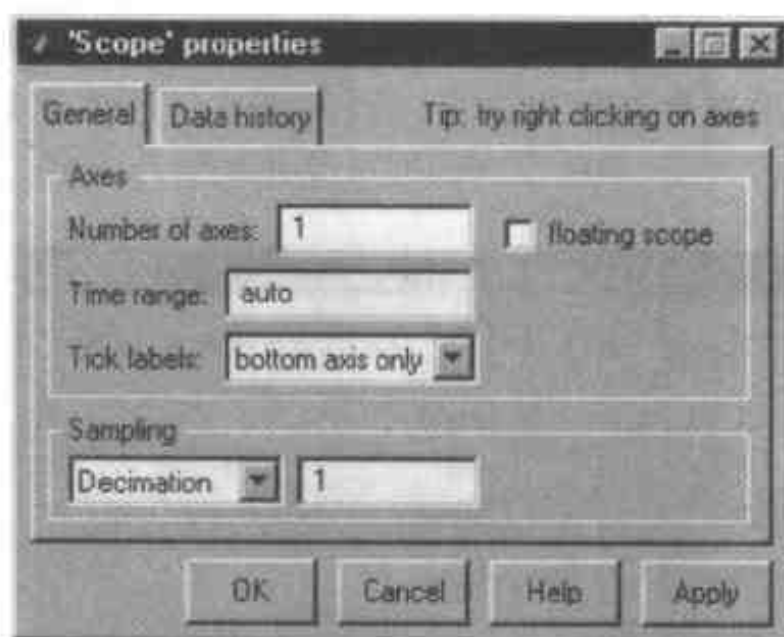 'Scope' properties
General Data history Tip: try right clicking on axes
Axes
Number of axes: 1 floating scope
Time range: auto
Tick labels: bottom axis only
Sampling
Decimation 1
OK Cancel Help Apply